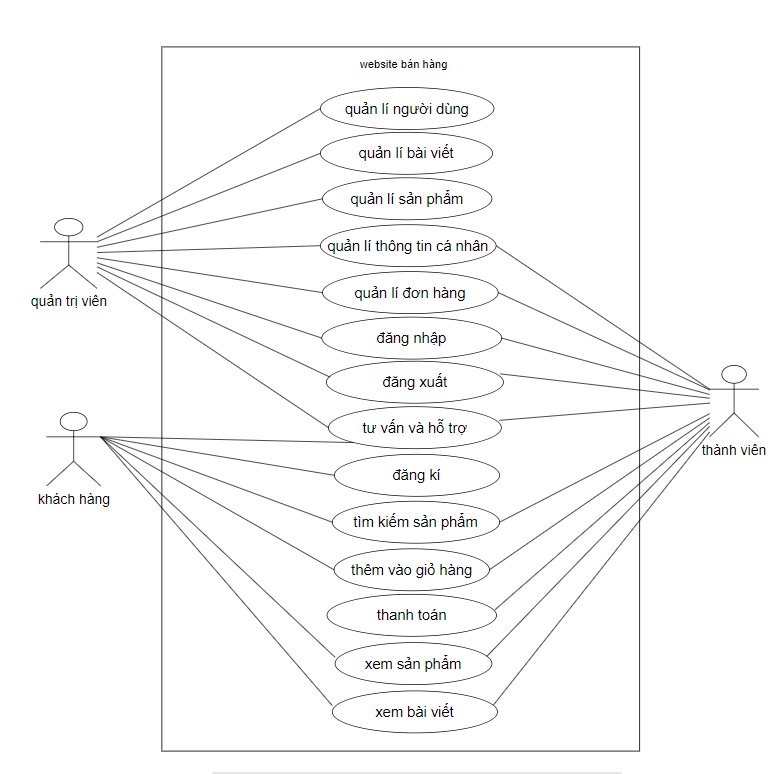 website bán hàng
quản lí người dùng
quản lí bài viết
quản lí sản phẩm
quản lí thông tin cá nhân
quản lí đơn hàng
quản trị viên
đăng nhập
đăng xuất
tư vấn và hỗ trợ
thành viên
đăng kí
khách hàng
tìm kiếm sản phẩm
thêm vào giỏ hàng
thanh toán
xem sản phẩm
xem bài viết